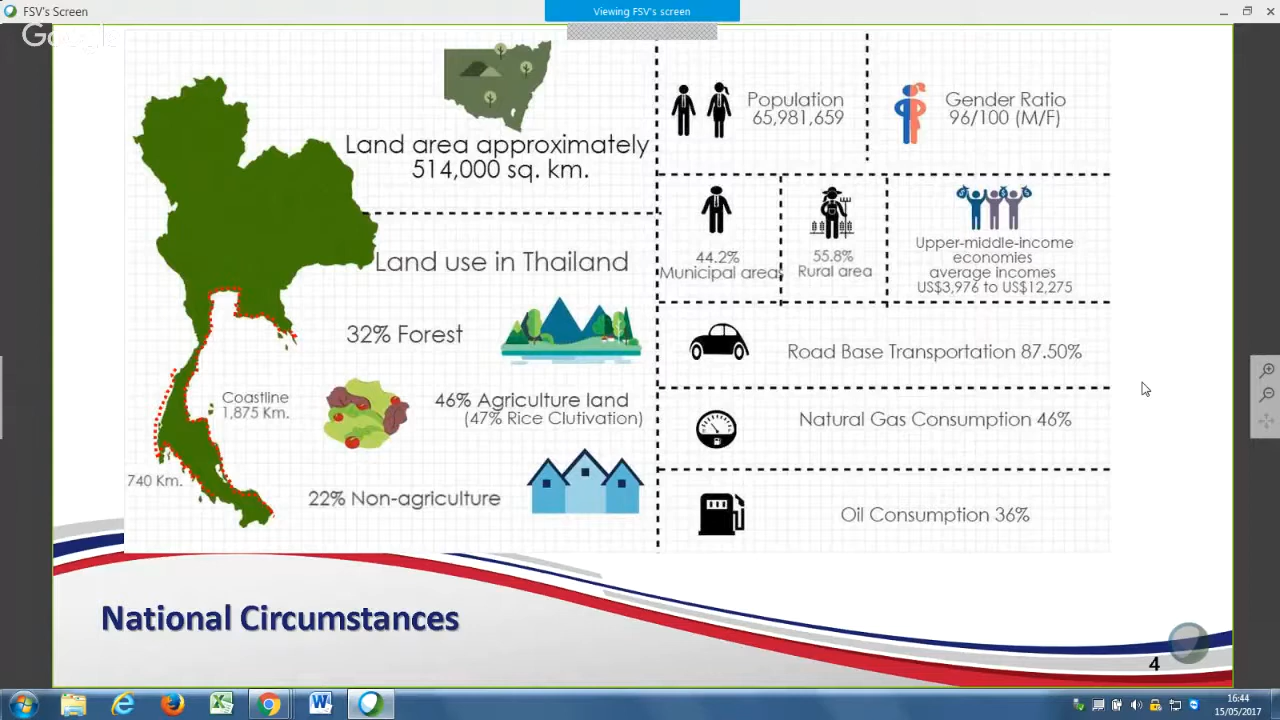 FSV's Screen
Viewing FSV's screen
Google
Land area approximately
514,000 sq. km.
Land use in Thailand
32% Forest
46% Agriculture land
(47% Rice Clutivation)
22% Non-agriculture
Coastline
1,875 Km.
740 Km.
Population
65,981,659
Gender Ratio
96/100 (M/F)
44.2%
Municipal areas
55.8%
Rural area
Upper-middle-income
economies
average incomes
US$3,976 to US$12,275
Road Base Transportation 87.50%
Natural Gas Consumption 46%
Oil Consumption 36%
National Circumstances
4
16:44
15/05/2017